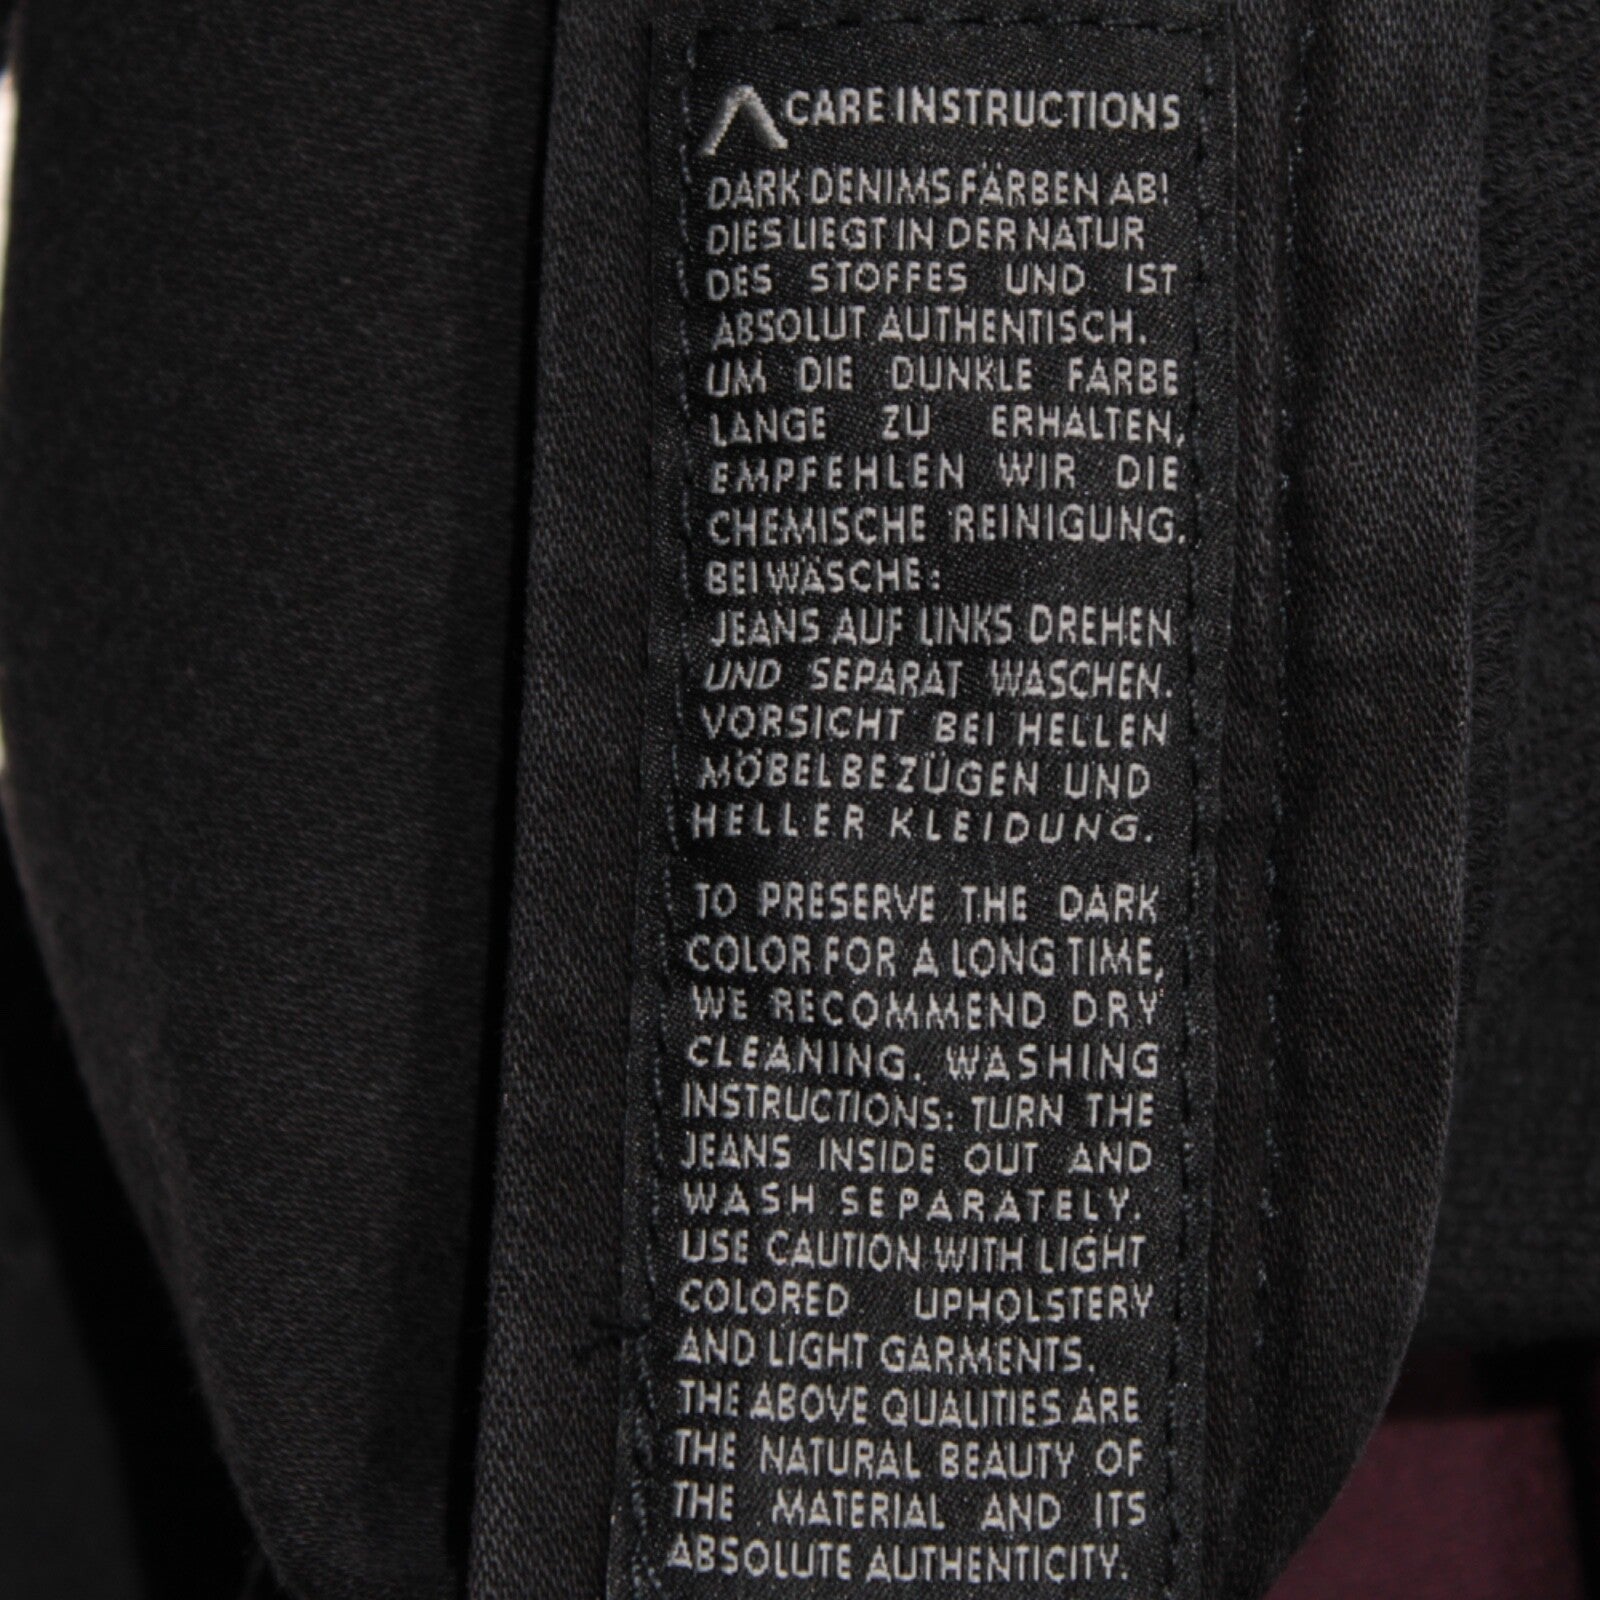 CARE INSTRUCTIONS
DARK DENIMS FÄRBEN AB!
DIES LIEGT IN DER NATUR
DES STOFFES UND IST
ABSOLUT AUTHENTISCH.
UM DIE DUNKLE FARBE
LANGE ZU ERHALTEN,
EMPFEHLEN WIR DIE
CHEMISCHE REINIGUNG.
BEI WÄSCHE:
JEANS AUF LINKS DREHEN
UND SEPARAT WASCHEN.
VORSICHT BEI HELLEN
MÖBELBEZÜGEN UND
HELLER KLEIDUNG.
TO PRESERVE THE DARK
COLOR FOR A LONG TIME,
WE RECOMMEND DRY
CLEANING. WASHING
INSTRUCTIONS: TURN THE
JEANS INSIDE OUT AND
WASH SEPARATELY.
USE CAUTION WITH LIGHT
COLORED UPHOLSTERY
AND LIGHT GARMENTS.
THE ABOVE QUALITIES ARE
THE NATURAL BEAUTY OF
THE MATERIAL AND ITS
ABSOLUTE AUTHENTICITY.